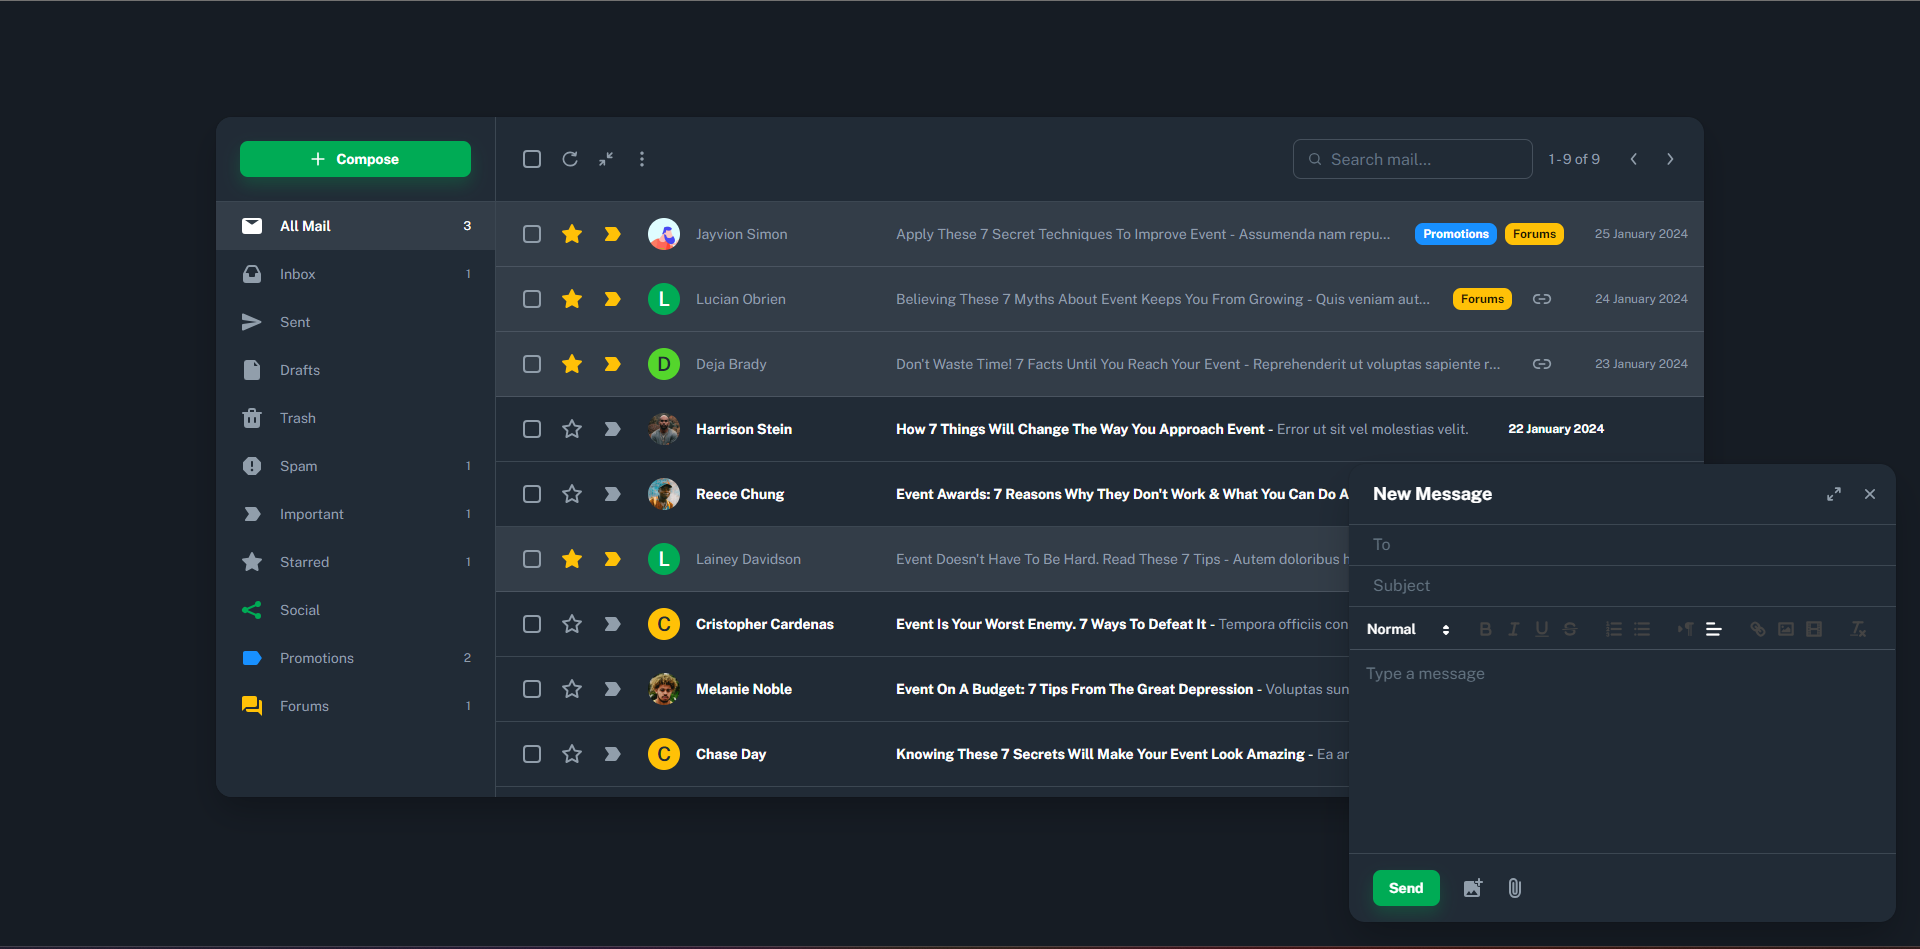 Compose
All Mail 3
Inbox 1
Sent
Drafts
Trash
Spam 1
Important 1
Starred 1
Social
Promotions 2
Forums 1
Search mail...
1 - 9 of 9
Jayvion Simon Apply These 7 Secret Techniques To Improve Event - Assumenda nam repu... Promotions Forums 25 January 2024
L Lucian Obrien Believing These 7 Myths About Event Keeps You From Growing - Quis veniam aut... Forums 24 January 2024
D Deja Brady Don't Waste Time! 7 Facts Until You Reach Your Event - Reprehenderit ut voluptas sapiente r... 23 January 2024
Harrison Stein How 7 Things Will Change The Way You Approach Event - Error ut sit vel molestias velit. 22 January 2024
Reece Chung Event Awards: 7 Reasons Why They Don't Work & What You Can Do A
L Lainey Davidson Event Doesn't Have To Be Hard. Read These 7 Tips - Autem doloribus h
C Cristopher Cardenas Event Is Your Worst Enemy. 7 Ways To Defeat It - Tempora officiis con
Melanie Noble Event On A Budget: 7 Tips From The Great Depression - Voluptas sun
C Chase Day Knowing These 7 Secrets Will Make Your Event Look Amazing - Ea ar
New Message
To
Subject
Normal B I U S
Type a message
Send